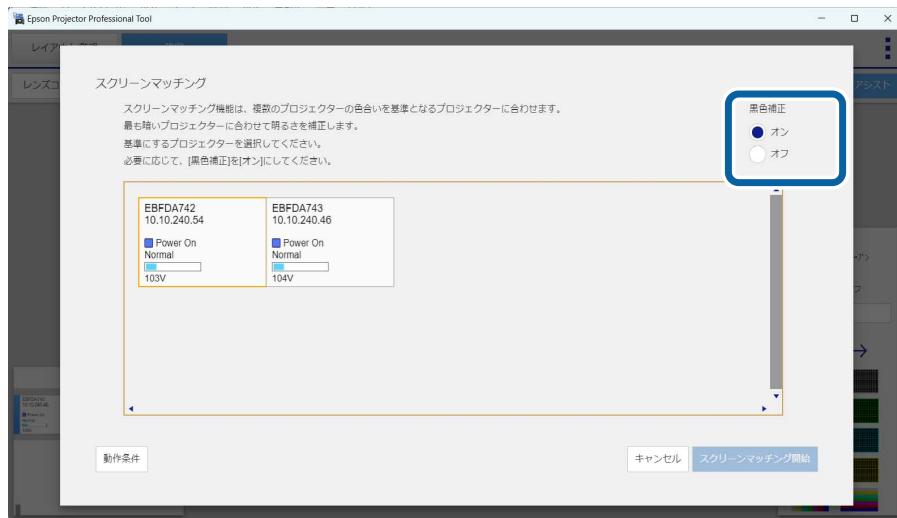 Epson Projector Professional Tool
レンズコ
アシスト
スクリーンマッチング
スクリーンマッチング機能は、複数のプロジェクターの色合いを基準となるプロジェクターに合わせます。
最も暗いプロジェクターに合わせて明るさを補正します。
基準にするプロジェクターを選択してください。
必要に応じて、[黒色補正]を[オン]にしてください。
黒色補正
オン
オフ
EBFDA742
10.10.240.54
Power On
Normal
103V
EBFDA743
10.10.240.46
Power On
Normal
104V
動作条件
キャンセル
スクリーンマッチング開始